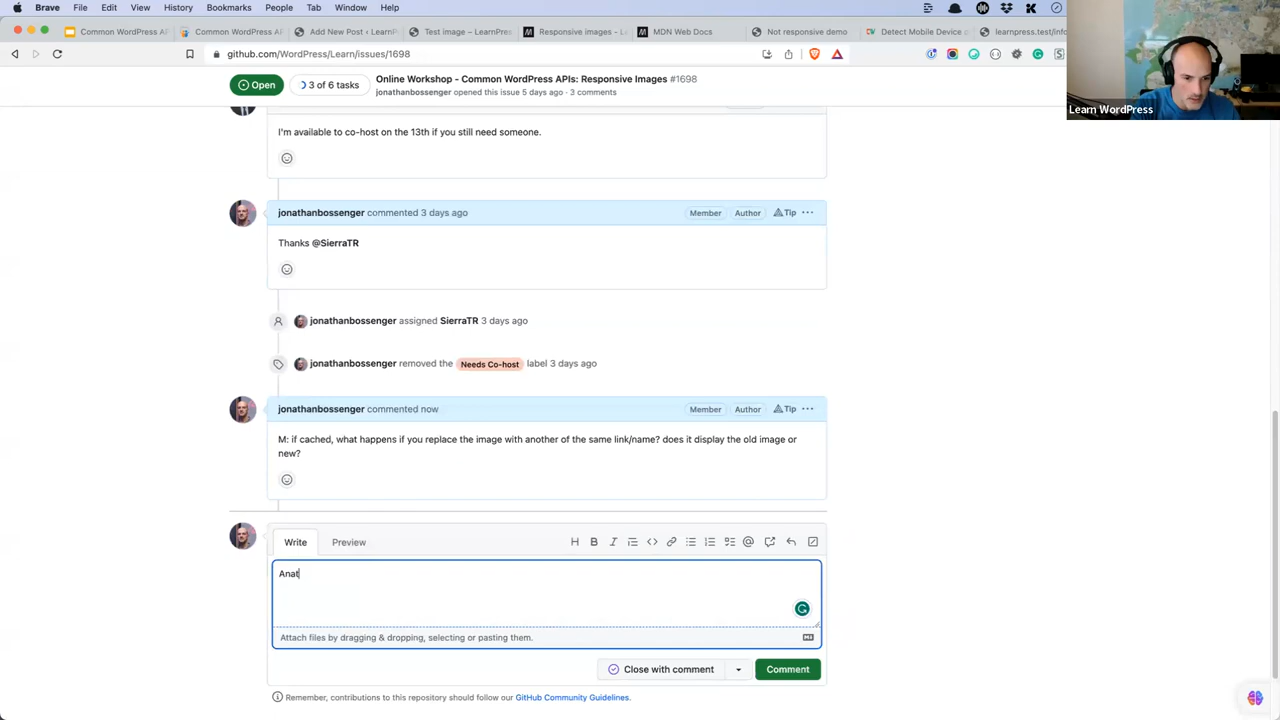 Brave File Edit View History Bookmarks People Tab Window Help
Common WordPress AP
Common WordPress AP
Add New Post ‹ LearnP
Test image – LearnPres
Responsive images - Le
MDN Web Docs
Not responsive demo
Detect Mobile Device o
learnpress.test/info
github.com/WordPress/Learn/issues/1698
Open
3 of 6 tasks
Online Workshop - Common WordPress APIs: Responsive Images #1698
jonathanbossenger opened this issue 5 days ago · 3 comments
Learn WordPress
I'm available to co-host on the 13th if you still need someone.
jonathanbossenger commented 3 days ago Member Author Tip ···
Thanks @SierraTR
jonathanbossenger assigned SierraTR 3 days ago
jonathanbossenger removed the Needs Co-host label 3 days ago
jonathanbossenger commented now Member Author Tip ···
M: if cached, what happens if you replace the image with another of the same link/name? does it display the old image or
new?
Write Preview
Anat
Attach files by dragging & dropping, selecting or pasting them.
Close with comment
Comment
Remember, contributions to this repository should follow our GitHub Community Guidelines.